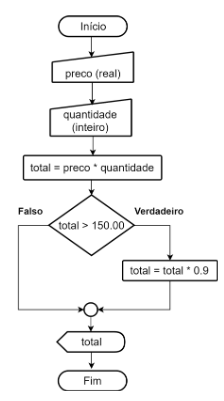 Início
preco (real)
quantidade
(inteiro)
total = preco * quantidade
Falso
Verdadeiro
total > 150.00
total = total * 0.9
total
Fim